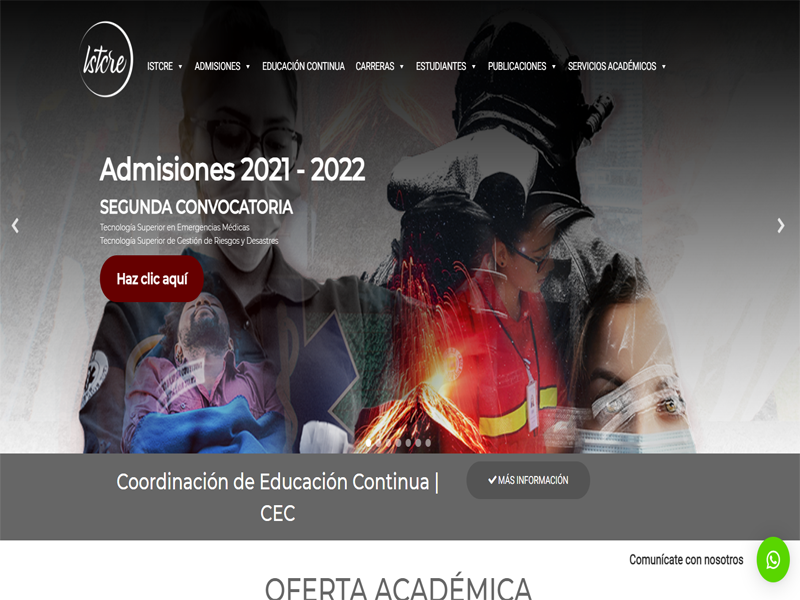 Istcre
ISTCRE
ADMISIONES
EDUCACIÓN CONTINUA
CARRERAS
ESTUDIANTES
PUBLICACIONES
SERVICIOS ACADÉMICOS
Admisiones 2021 - 2022
SEGUNDA CONVOCATORIA
Tecnología Superior en Emergencias Médicas
Tecnología Superior de Gestión de Riesgos y Desastres
Haz clic aquí
Coordinación de Educación Continua |
CEC
MÁS INFORMACIÓN
Comunícate con nosotros
OFERTA ACADÉMICA